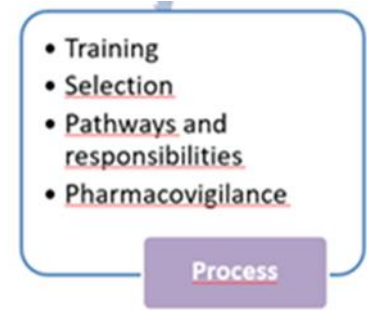 • Training
• Selection
• Pathways and
responsibilities
• Pharmacovigilance
Process